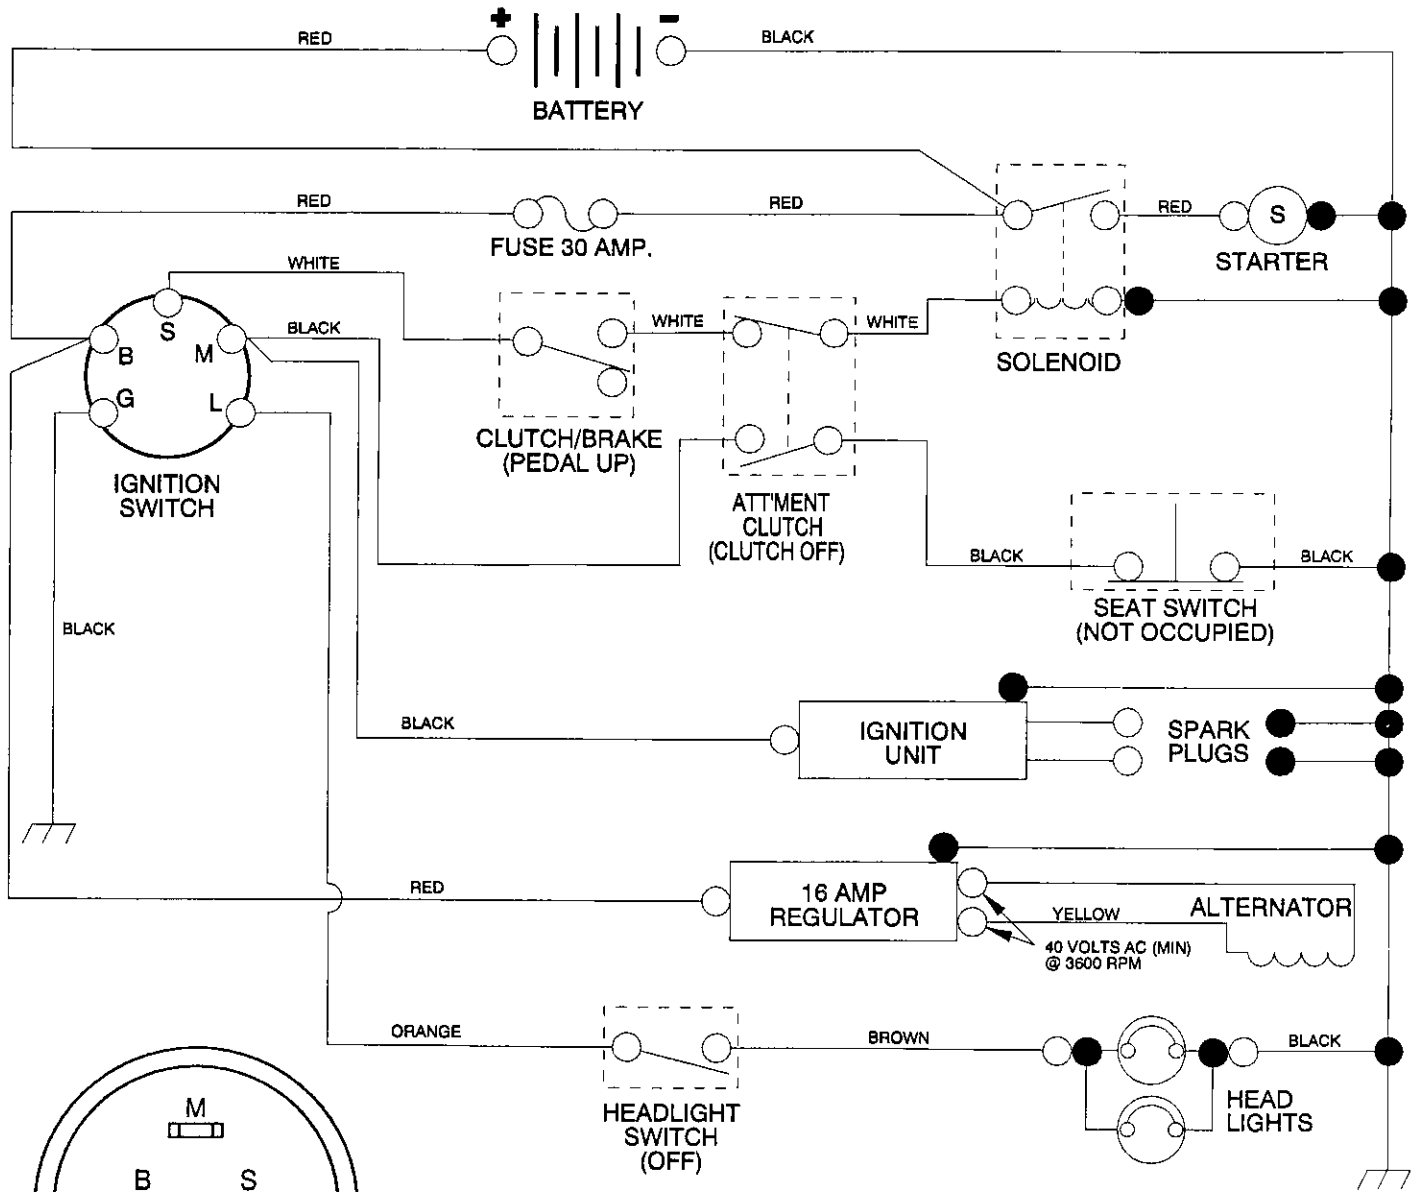 + -
RED
BLACK
BATTERY
RED
RED
RED
S
FUSE 30 AMP.
STARTER
WHITE
S
BLACK
WHITE
WHITE
B
M
SOLENOID
G
L
CLUTCH/BRAKE
(PEDAL UP)
IGNITION
SWITCH
ATT'MENT
CLUTCH
(CLUTCH OFF)
BLACK
BLACK
SEAT SWITCH
(NOT OCCUPIED)
BLACK
BLACK
IGNITION
UNIT
SPARK
PLUGS
RED
16 AMP
REGULATOR
YELLOW
ALTERNATOR
40 VOLTS AC (MIN)
@ 3600 RPM
ORANGE
BROWN
BLACK
HEADLIGHT
SWITCH
(OFF)
HEAD
LIGHTS
M
B S